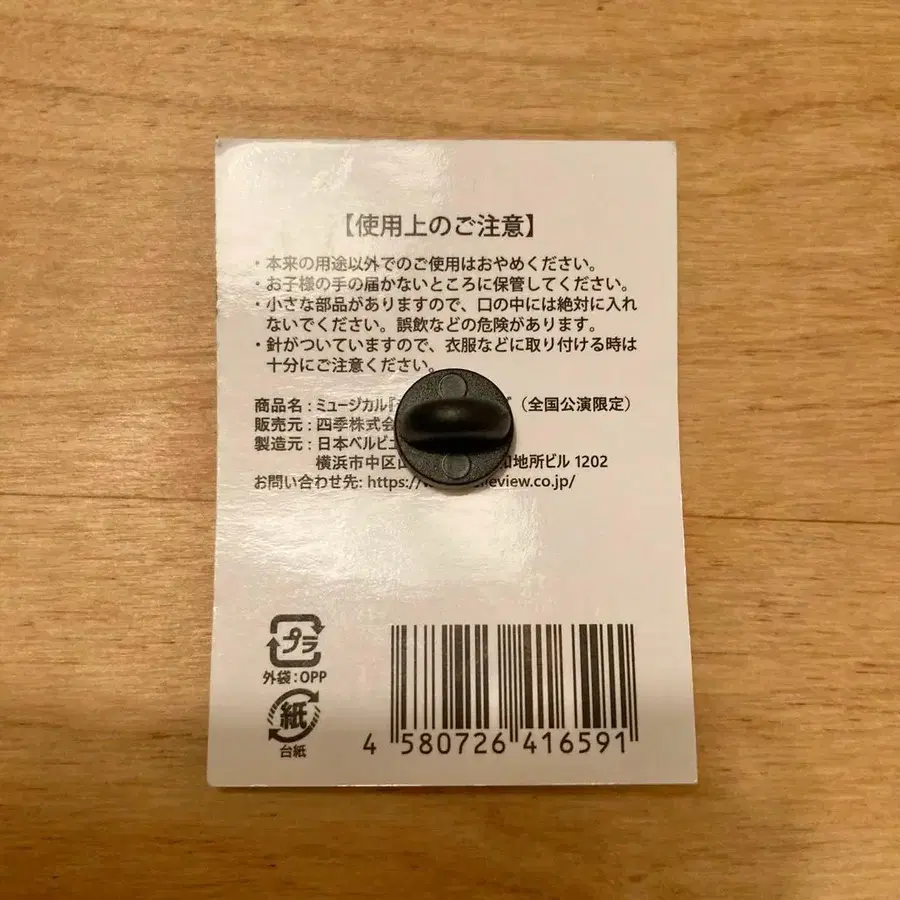 【使用上のご注意】
・本来の用途以外でのご使用はおやめください。
・お子様の手の届かないところに保管してください。
・小さな部品がありますので、口の中には絶対に入れ
ないでください。誤飲などの危険があります。
・針がついていますので、衣服などに取り付ける時は
十分にご注意ください。
商品名：ミュージカル『 （全国公演限定）
販売元：四季株式
製造元：日本ベルビ
横浜市中区 地所ビル 1202
お問い合わせ先: https:// eview.co.jp/
プラ
外装：OPP
紙
台紙
4 580726 416591